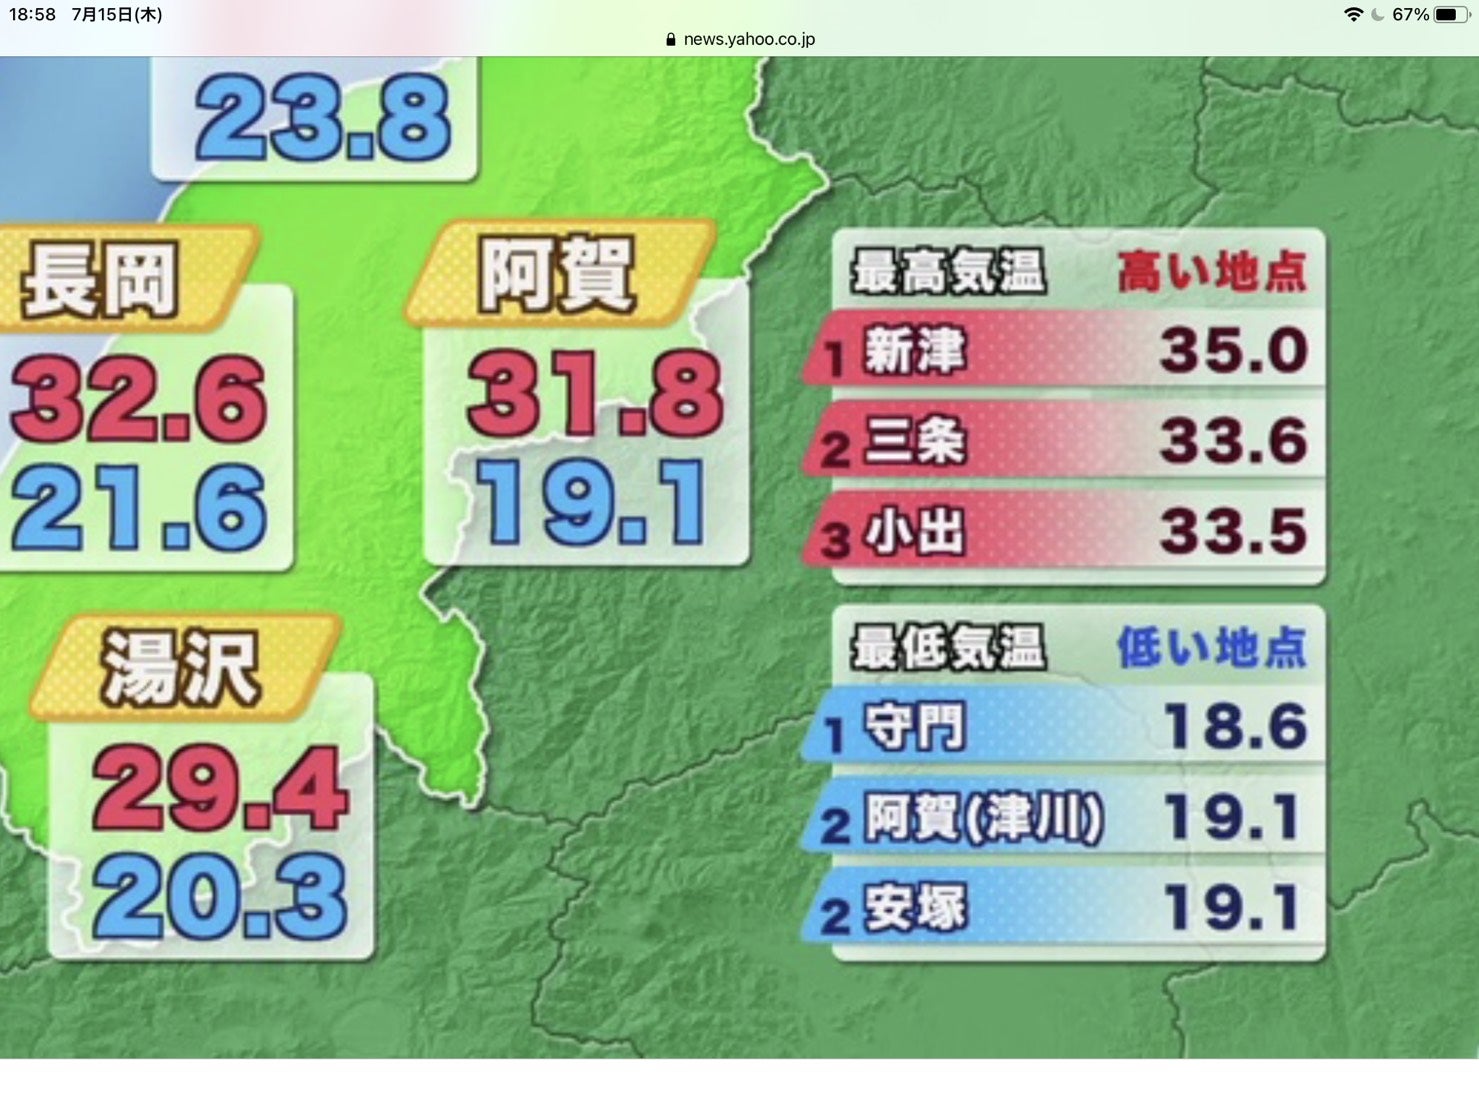 18:58 7月15日(木) 67%
news.yahoo.co.jp
23.8
長岡
32.6
21.6
阿賀
31.8
19.1
湯沢
29.4
20.3
最高気温 高い地点
1 新津 35.0
2 三条 33.6
3 小出 33.5
最低気温 低い地点
1 守門 18.6
2 阿賀(津川) 19.1
2 安塚 19.1